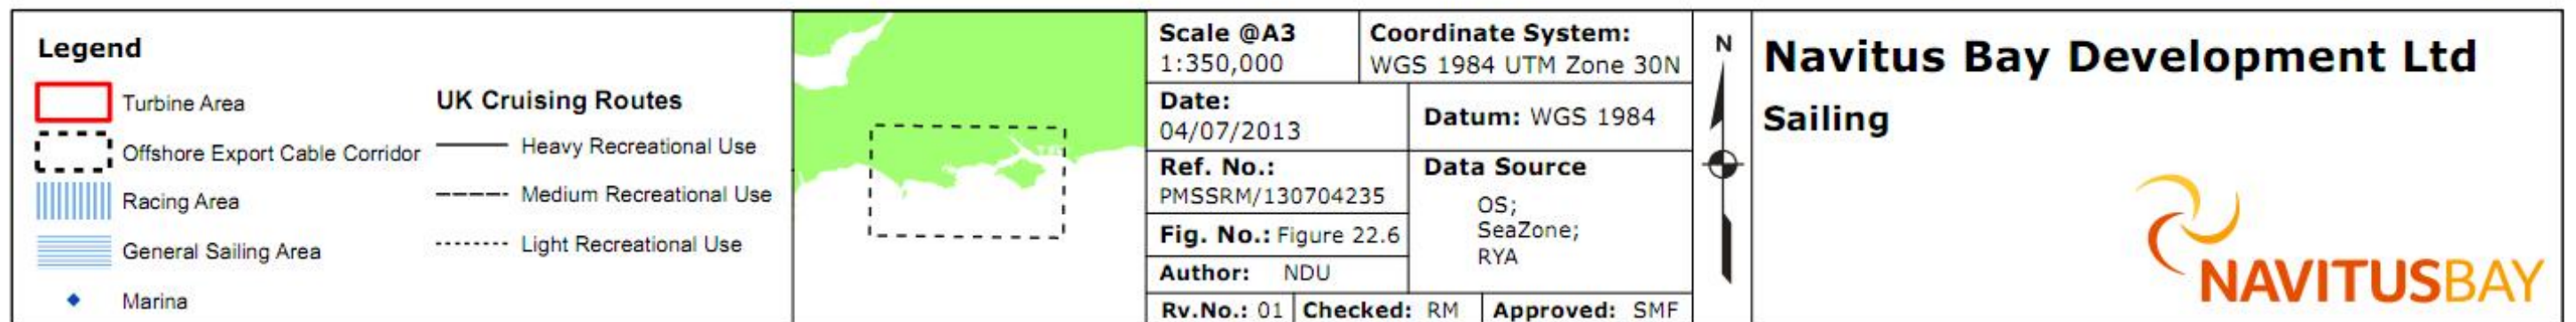 Legend
Turbine Area
Offshore Export Cable Corridor
Racing Area
General Sailing Area
Marina
UK Cruising Routes
Heavy Recreational Use
Medium Recreational Use
Light Recreational Use
Scale @A3
1:350,000
Coordinate System:
WGS 1984 UTM Zone 30N
Date:
04/07/2013
Datum: WGS 1984
Ref. No.:
PMSSRM/130704235
Data Source
OS;
SeaZone;
RYA
Fig. No.: Figure 22.6
Author: NDU
Rv.No.: 01
Checked: RM
Approved: SMF
N
Navitus Bay Development Ltd
Sailing
NAVITUSBAY